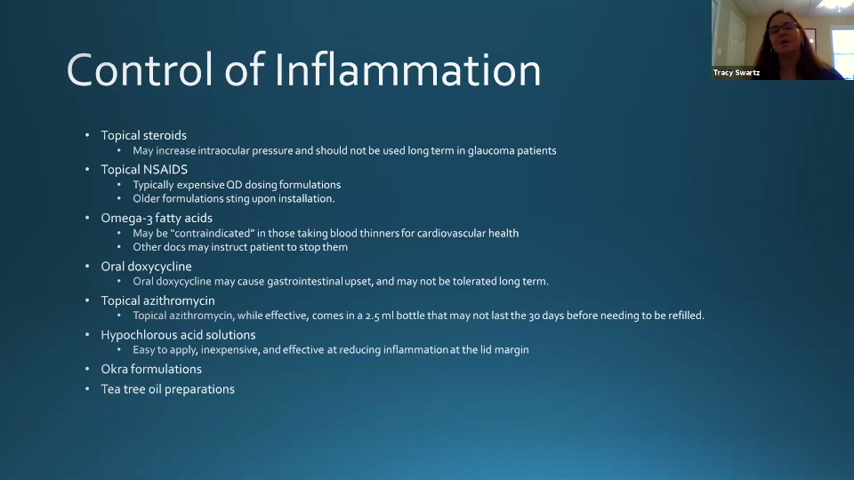 Control of Inflammation
Tracy Swartz
• Topical steroids
• May increase intraocular pressure and should not be used long term in glaucoma patients
• Topical NSAIDS
• Typically expensive QD dosing formulations
• Older formulations sting upon installation.
• Omega-3 fatty acids
• May be "contraindicated" in those taking blood thinners for cardiovascular health
• Other docs may instruct patient to stop them
• Oral doxycycline
• Oral doxycycline may cause gastrointestinal upset, and may not be tolerated long term.
• Topical azithromycin
• Topical azithromycin, while effective, comes in a 2.5 ml bottle that may not last the 30 days before needing to be refilled.
• Hypochlorous acid solutions
• Easy to apply, inexpensive, and effective at reducing inflammation at the lid margin
• Okra formulations
• Tea tree oil preparations